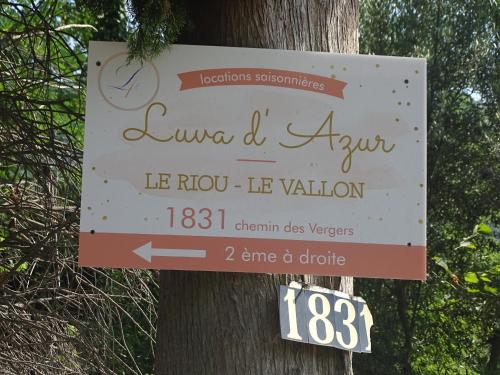 locations saisonnières
Luva d' Azur
LE RIOU - LE VALLON
1831 chemin des Vergers
2 ème à droite
1831